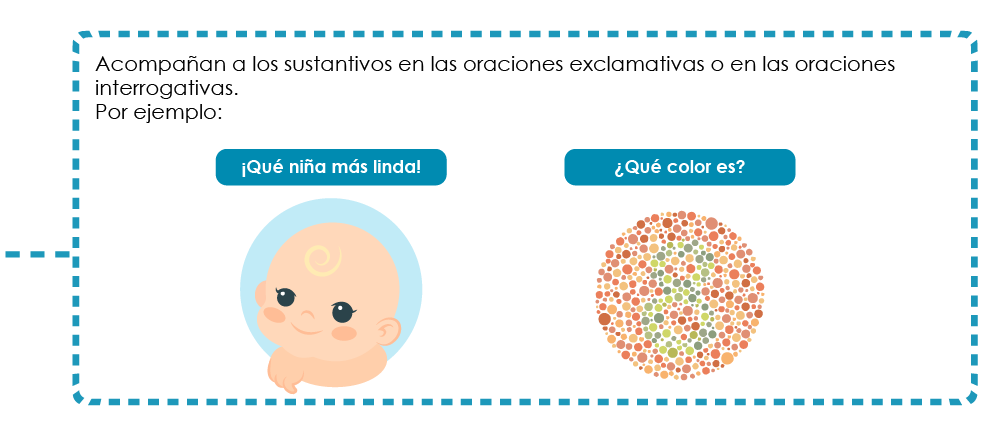 Acompañan a los sustantivos en las oraciones exclamativas o en las oraciones
interrogativas.
Por ejemplo:
¡Qué niña más linda!
¿Qué color es?